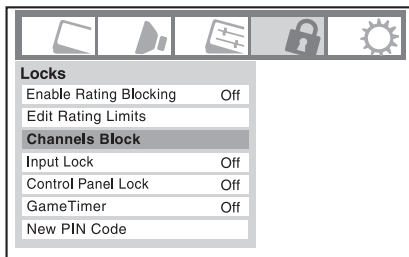 Locks
Enable Rating Blocking Off
Edit Rating Limits
Channels Block
Input Lock Off
Control Panel Lock Off
GameTimer Off
New PIN Code